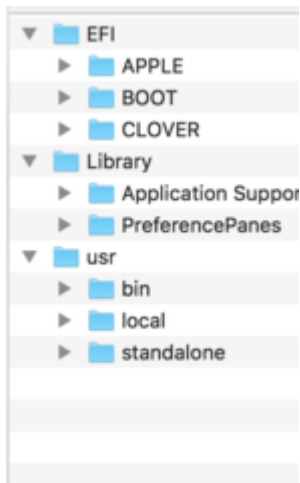 EFI
APPLE
BOOT
CLOVER
Library
Application Suppor
PreferencePanes
usr
bin
local
standalone